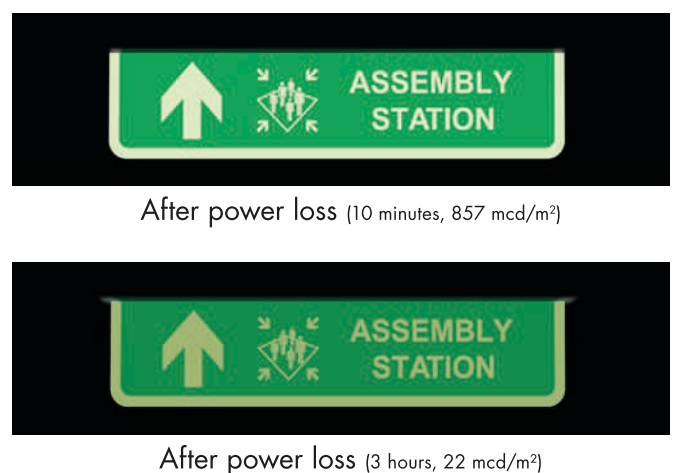 ASSEMBLY
STATION
After power loss (10 minutes, 857 mcd/m²)
ASSEMBLY
STATION
After power loss (3 hours, 22 mcd/m²)